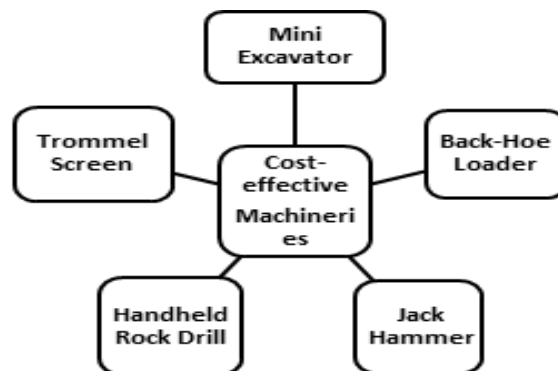 Mini
Excavator
Trommel
Screen
Back-Hoe
Loader
Cost-
effective
Machineri
es
Handheld
Rock Drill
Jack
Hammer